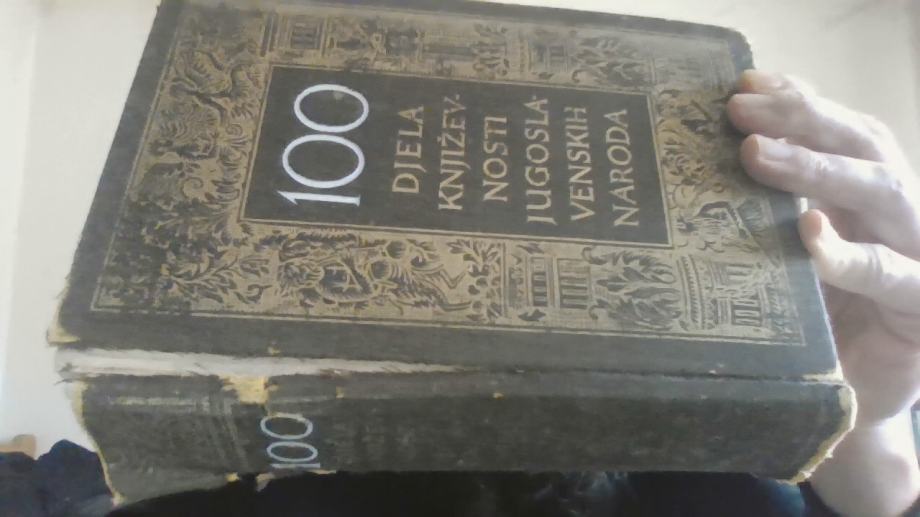 100
DJELA
KNJIŽEV-
NOSTI
JUGOSLA-
VENSKIH
NARODA
100